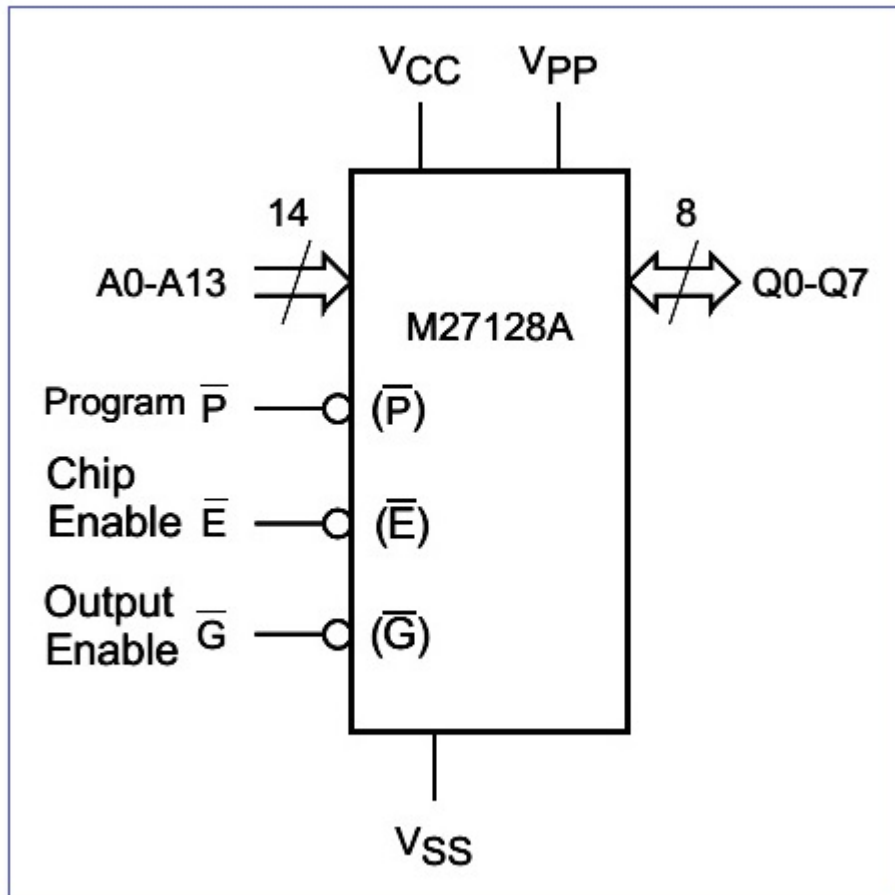 VCC VPP
14 8
A0-A13 Q0-Q7
M27128A
Program P̅ (P̅)
Chip
Enable E̅ (E̅)
Output
Enable G̅ (G̅)
VSS